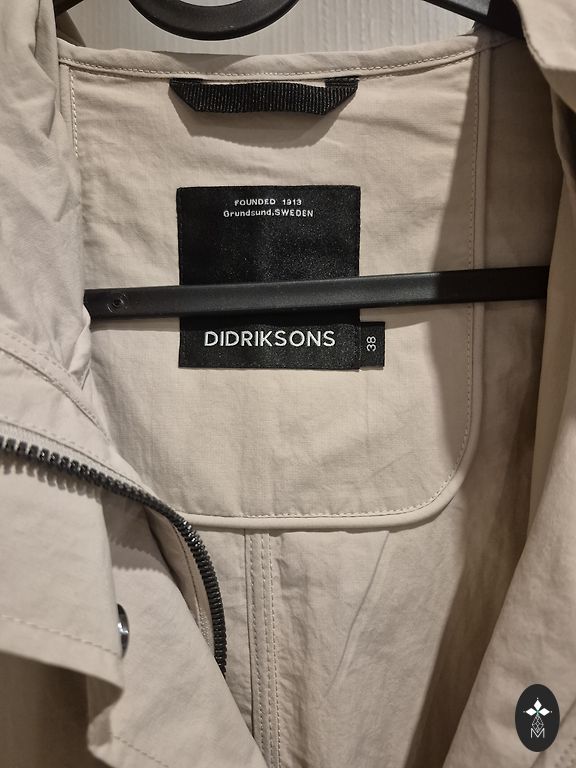 FOUNDED 1913
Grundsund.SWEDEN
DIDRIKSONS
38